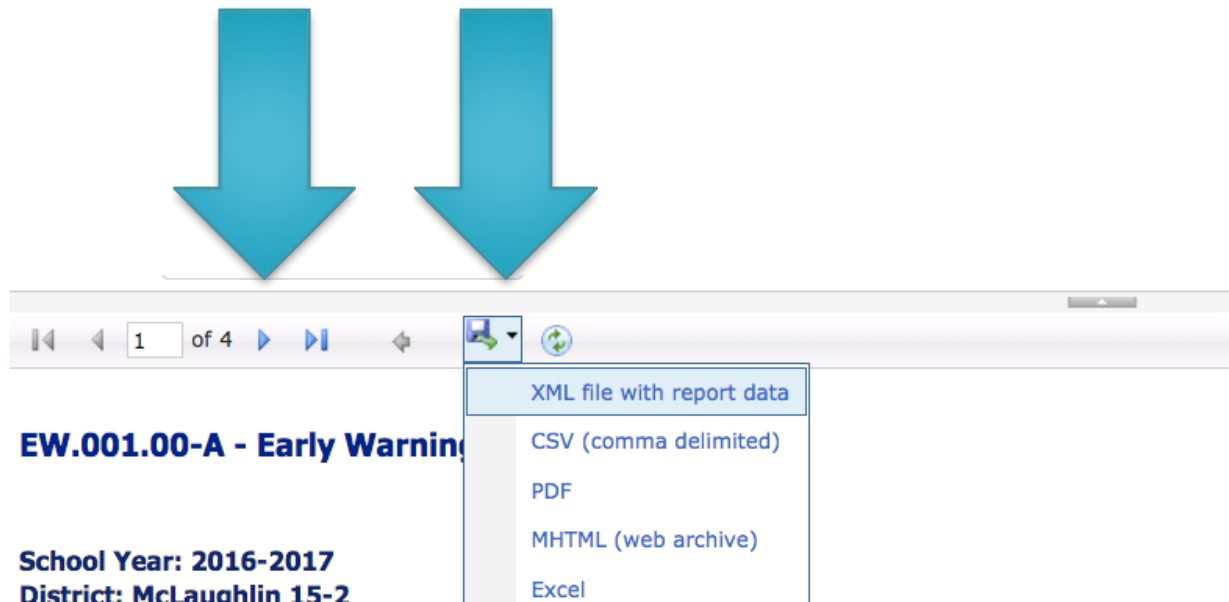 1 of 4
XML file with report data
EW.001.00-A - Early Warning
CSV (comma delimited)
PDF
MHTML (web archive)
School Year: 2016-2017
District: McLaughlin 15-2
Excel